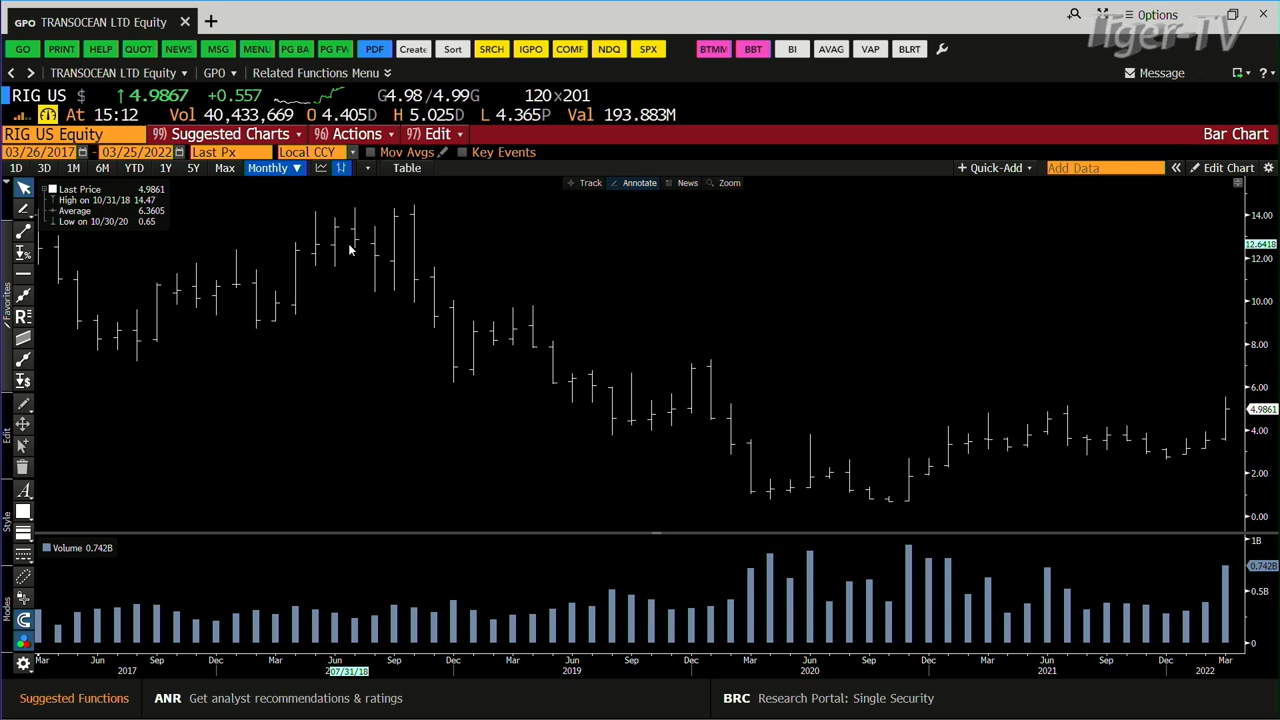 GPO TRANSOCEAN LTD Equity × +
Options
Tiger-TV
GO PRINT HELP QUOT NEWS MSG MENU PG BA PG FV PDF Create Sort SRCH IGPO COMF NDQ SPX BTMM BBT BI AVAG VAP BLRT
TRANSOCEAN LTD Equity GPO Related Functions Menu Message ?
RIG US $ ↑4.9867 +0.557 G4.98/4.99G 120x201
At 15:12 Vol 40,433,669 O 4.405D H 5.025D L 4.365P Val 193.883M
RIG US Equity 99) Suggested Charts 96) Actions 97) Edit Bar Chart
03/26/2017 - 03/25/2022 Last Px Local CCY Mov Avgs Key Events
1D 3D 1M 6M YTD 1Y 5Y Max Monthly Table + Quick-Add Add Data Edit Chart
Track Annotate News Zoom
Last Price 4.9861
High on 10/31/18 14.47
Average 6.3605
Low on 10/30/20 0.65
14.00
12.6418
12.00
10.00
8.00
6.00
4.9861
4.00
2.00
0.00
Favorites
Edit
Style
Modes
Volume 0.742B
1B
0.742B
0.5B
0
Mar Jun Sep Dec Mar Jun Sep Dec Mar Jun Sep Dec Mar Jun Sep Dec Mar Jun Sep Dec Mar
2017 07/31/18 2019 2020 2021 2022
Suggested Functions ANR Get analyst recommendations & ratings BRC Research Portal: Single Security